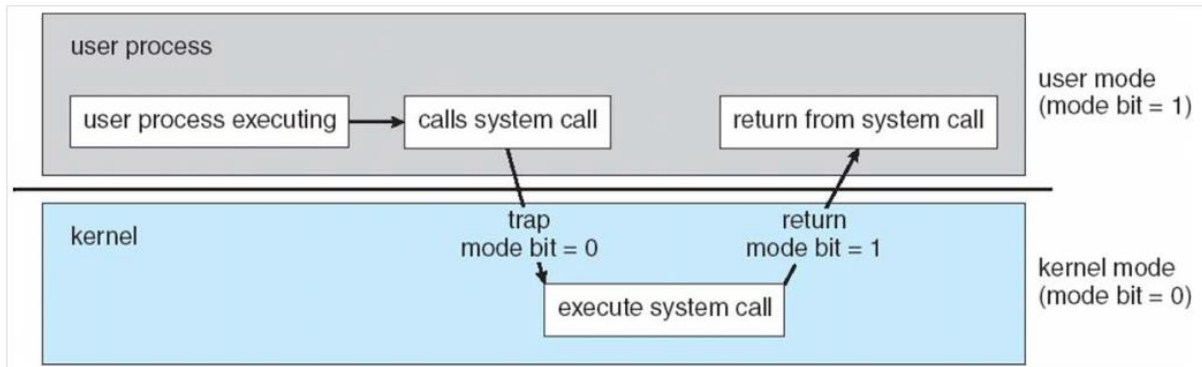 user process
user process executing
calls system call
return from system call
user mode
(mode bit = 1)
kernel
trap
mode bit = 0
return
mode bit = 1
execute system call
kernel mode
(mode bit = 0)